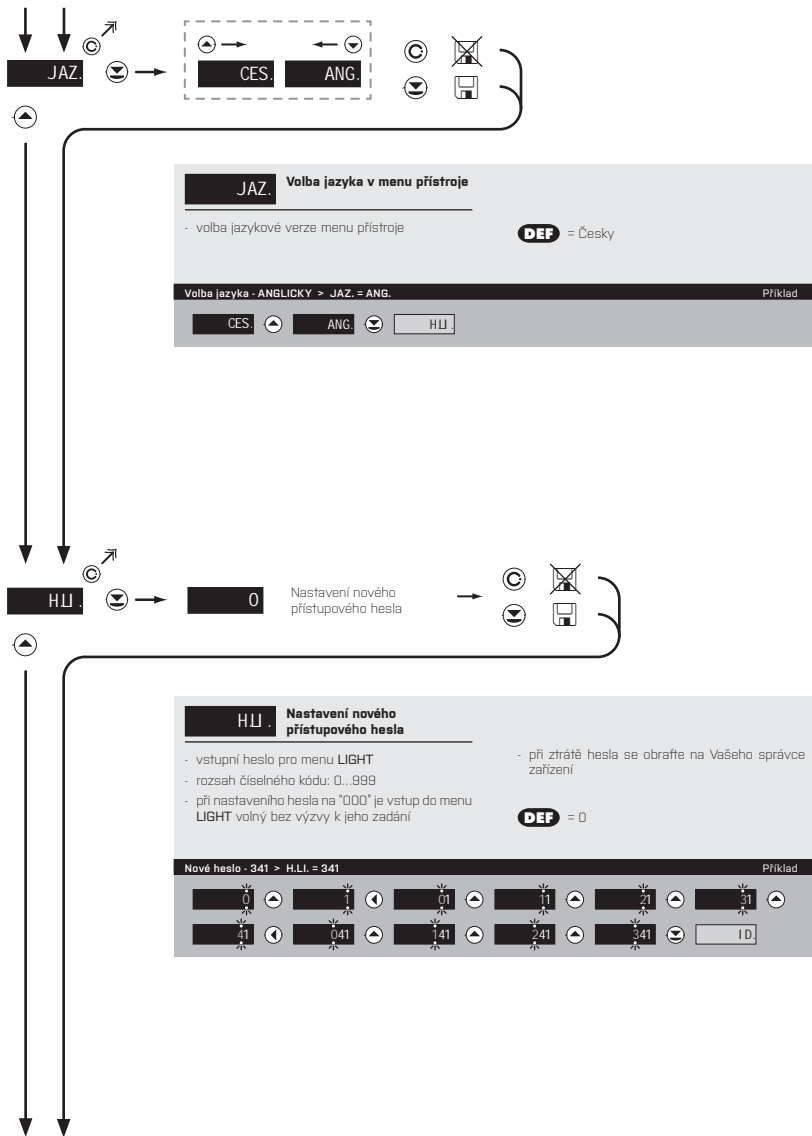 JAZ.
CES. ANG.
JAZ. Volba jazyka v menu přístroje
- volba jazykové verze menu přístroje
DEF = Česky
Volba jazyka - ANGLICKY > JAZ. = ANG. Příklad
CES. ANG. H.LI.
H.LI. 0 Nastavení nového
přístupového hesla
H.LI. Nastavení nového
přístupového hesla
- vstupní heslo pro menu LIGHT
- rozsah číselného kódu: 0...999
- při nastaveního hesla na "000" je vstup do menu
LIGHT volný bez výzvy k jeho zadání
- při ztrátě hesla se obraťte na Vašeho správce
zařízení
DEF = 0
Nové heslo - 341 > H.LI. = 341 Příklad
0 1 01 11 21 31
41 041 141 241 341 ID.